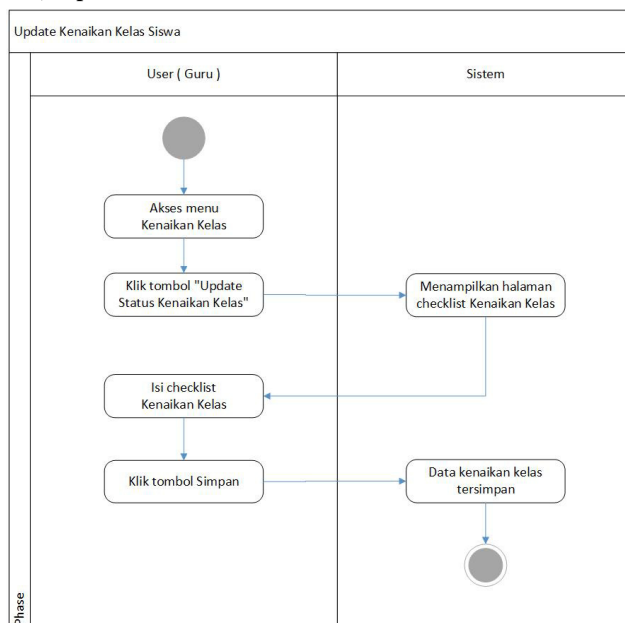 Update Kenaikan Kelas Siswa
User ( Guru )
Sistem
Akses menu
Kenaikan Kelas
Klik tombol "Update
Status Kenaikan Kelas"
Menampilkan halaman
checklist Kenaikan Kelas
Isi checklist
Kenaikan Kelas
Klik tombol Simpan
Data kenaikan kelas
tersimpan
Phase